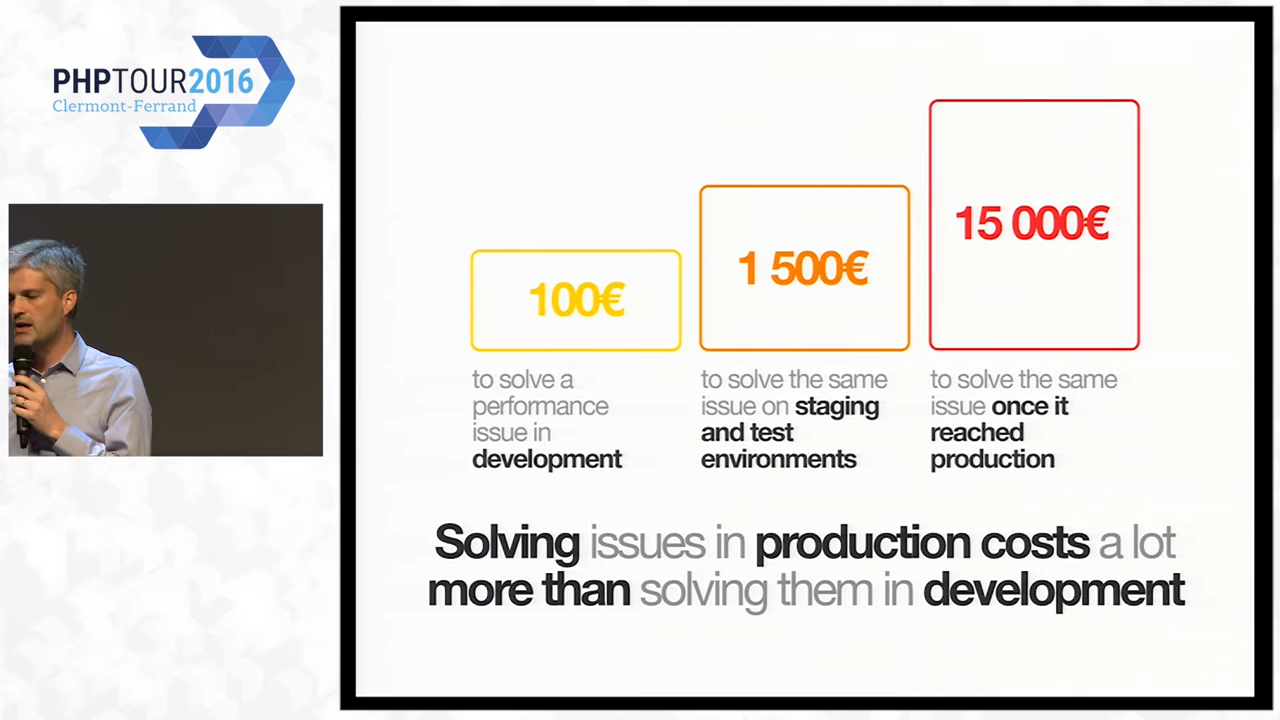 PHPTOUR2016
Clermont-Ferrand
100€
to solve a
performance
issue in
development
1 500€
to solve the same
issue on staging
and test
environments
15 000€
to solve the same
issue once it
reached
production
Solving issues in production costs a lot
more than solving them in development